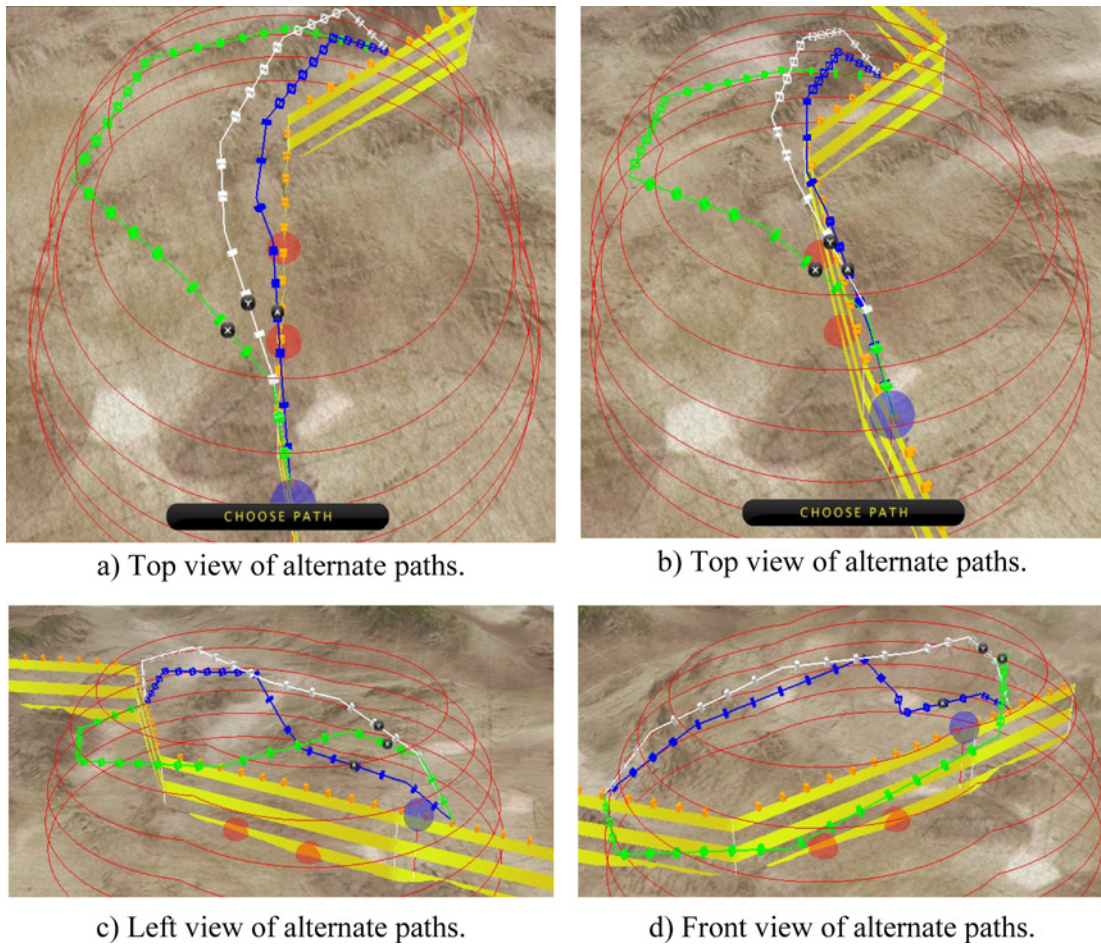 Y
X
A
CHOOSE PATH
a) Top view of alternate paths.
Y
X
A
CHOOSE PATH
b) Top view of alternate paths.
Y
X
A
c) Left view of alternate paths.
Y
X
A
d) Front view of alternate paths.